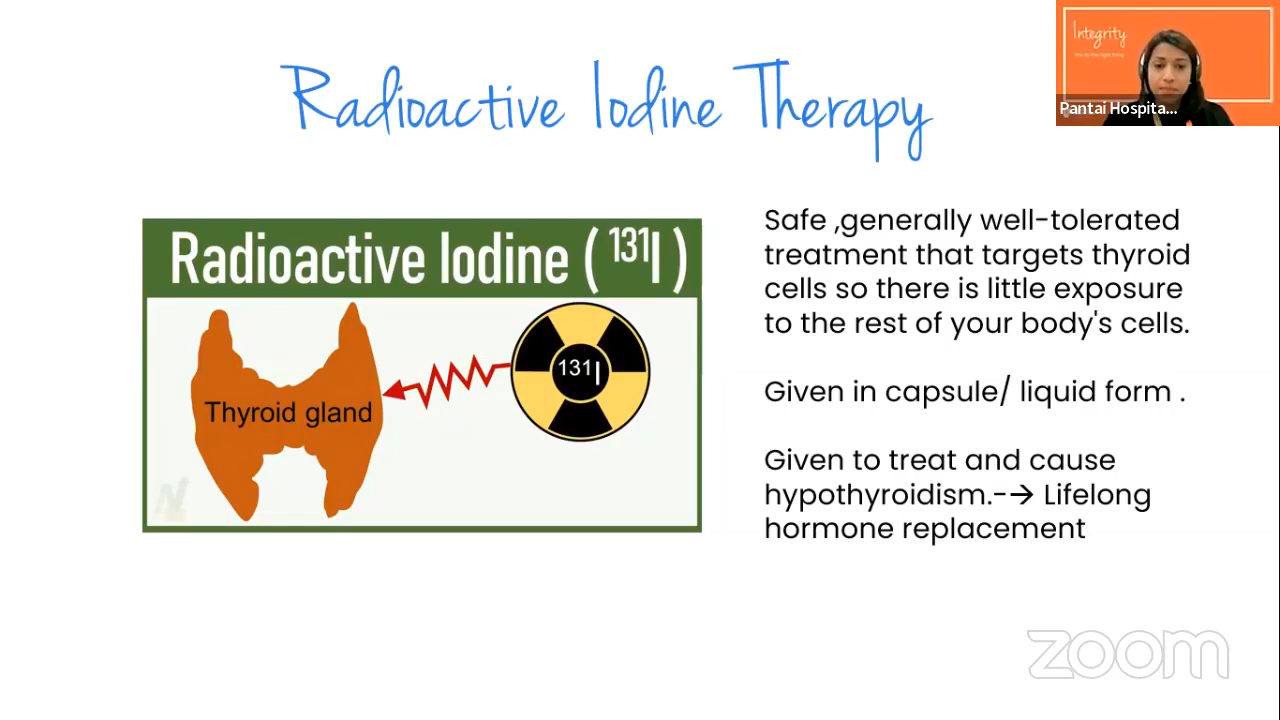 Radioactive Iodine Therapy
Integrity
Pantai Hospita...
Radioactive Iodine ( 131I )
Thyroid gland
131I
Safe ,generally well-tolerated
treatment that targets thyroid
cells so there is little exposure
to the rest of your body's cells.
Given in capsule/ liquid form .
Given to treat and cause
hypothyroidism.-→ Lifelong
hormone replacement
zoom